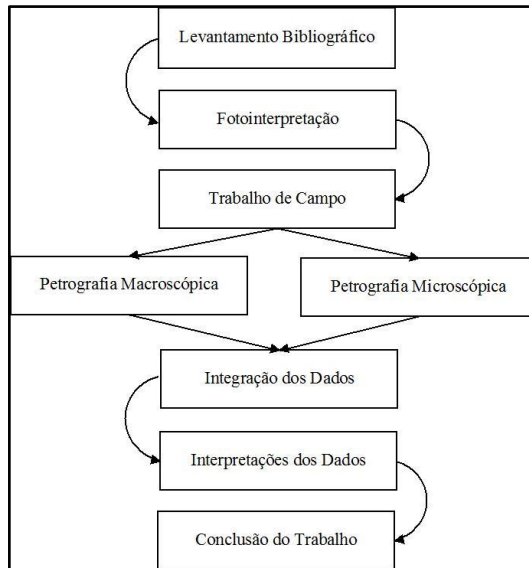 Levantamento Bibliográfico
Fotointerpretação
Trabalho de Campo
Petrografia Macroscópica
Petrografia Microscópica
Integração dos Dados
Interpretações dos Dados
Conclusão do Trabalho